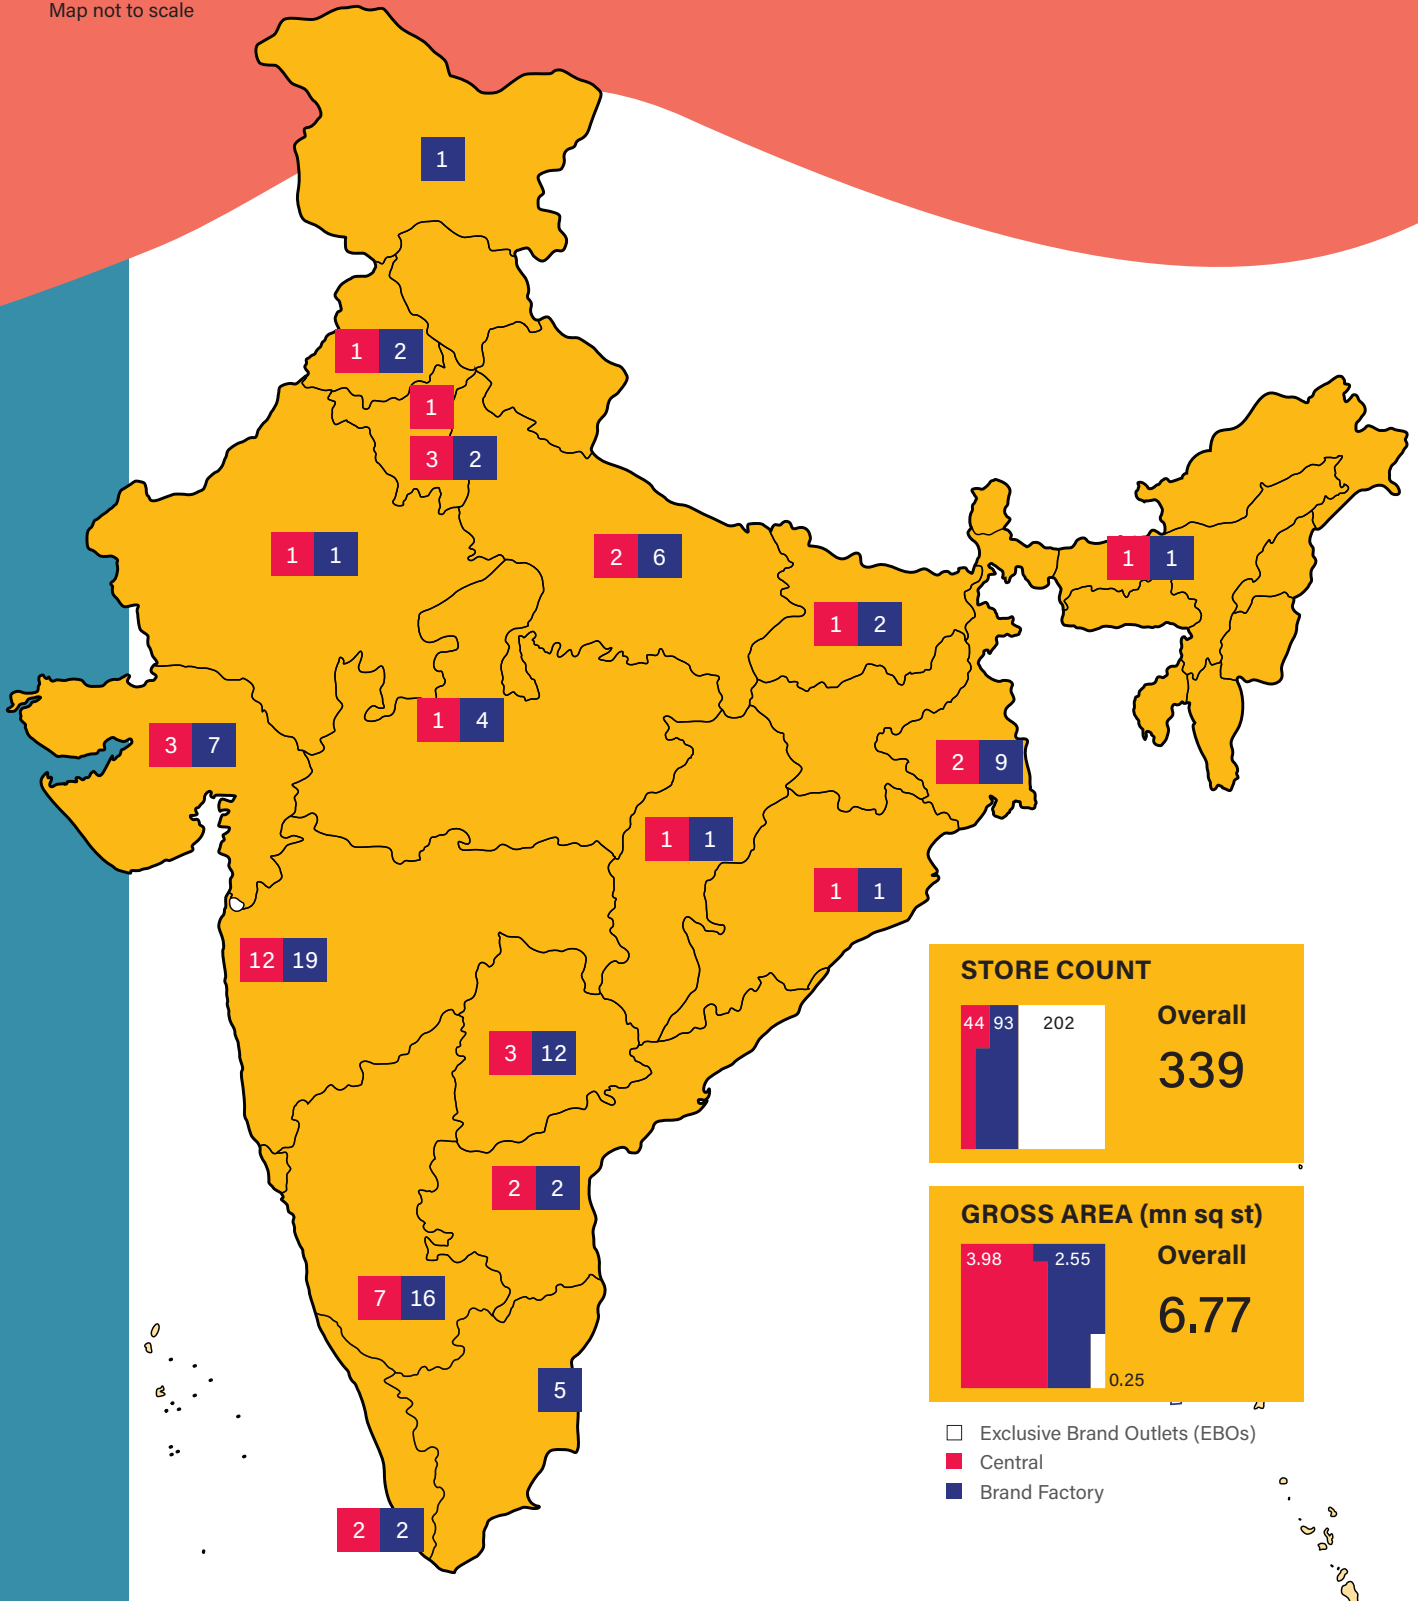 Map not to scale
1
1 2
1
3 2
1 1
2 6
1 1
1 2
1 4
3 7
2 9
1 1
1 1
12 19
STORE COUNT
44 93 202
Overall
339
3 12
2 2
GROSS AREA (mn sq st)
3.98 2.55
Overall
6.77
0.25
7 16
5
Exclusive Brand Outlets (EBOs)
Central
Brand Factory
2 2